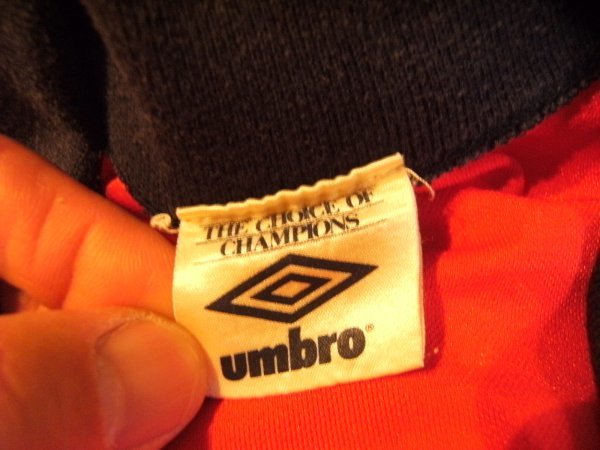 THE CHOICE OF
CHAMPIONS
umbro®